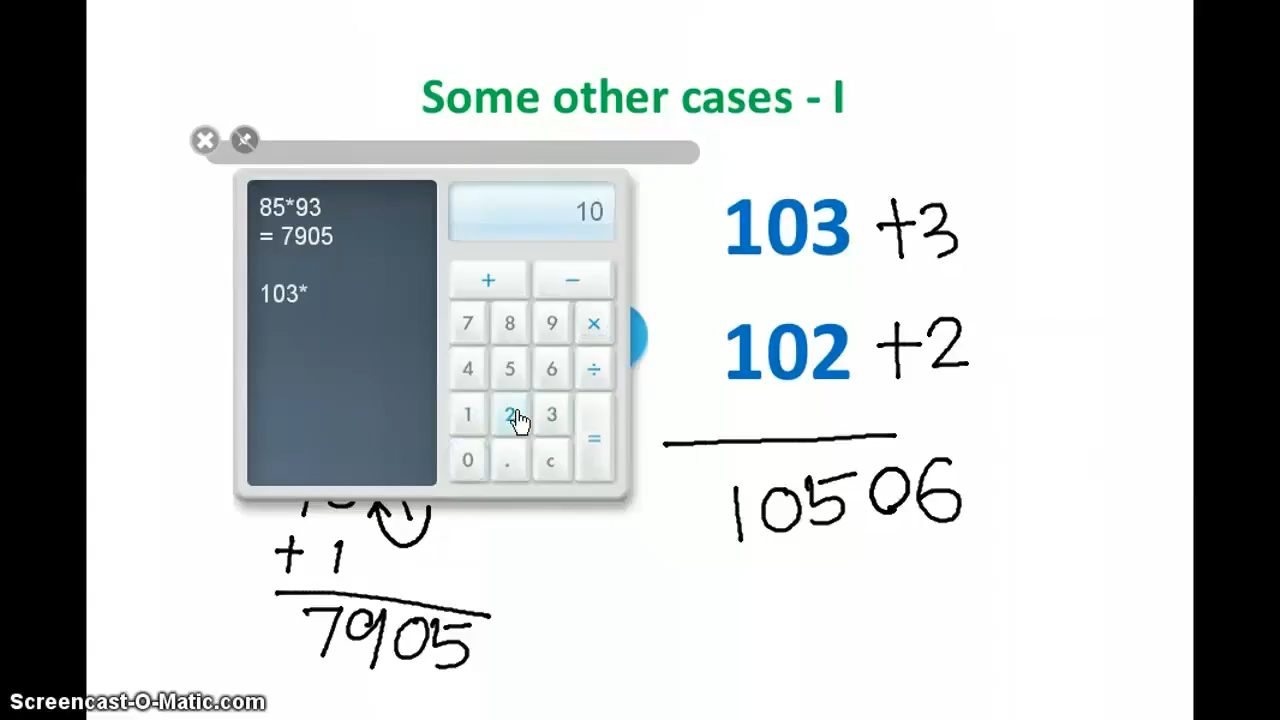 Some other cases - I
85*93
= 7905
103*
10
+ −
7 8 9 ×
4 5 6 ÷
1 2 3
0 . c =
103 +3
102 +2
10506
+ 1
7905
Screencast-O-Matic.com